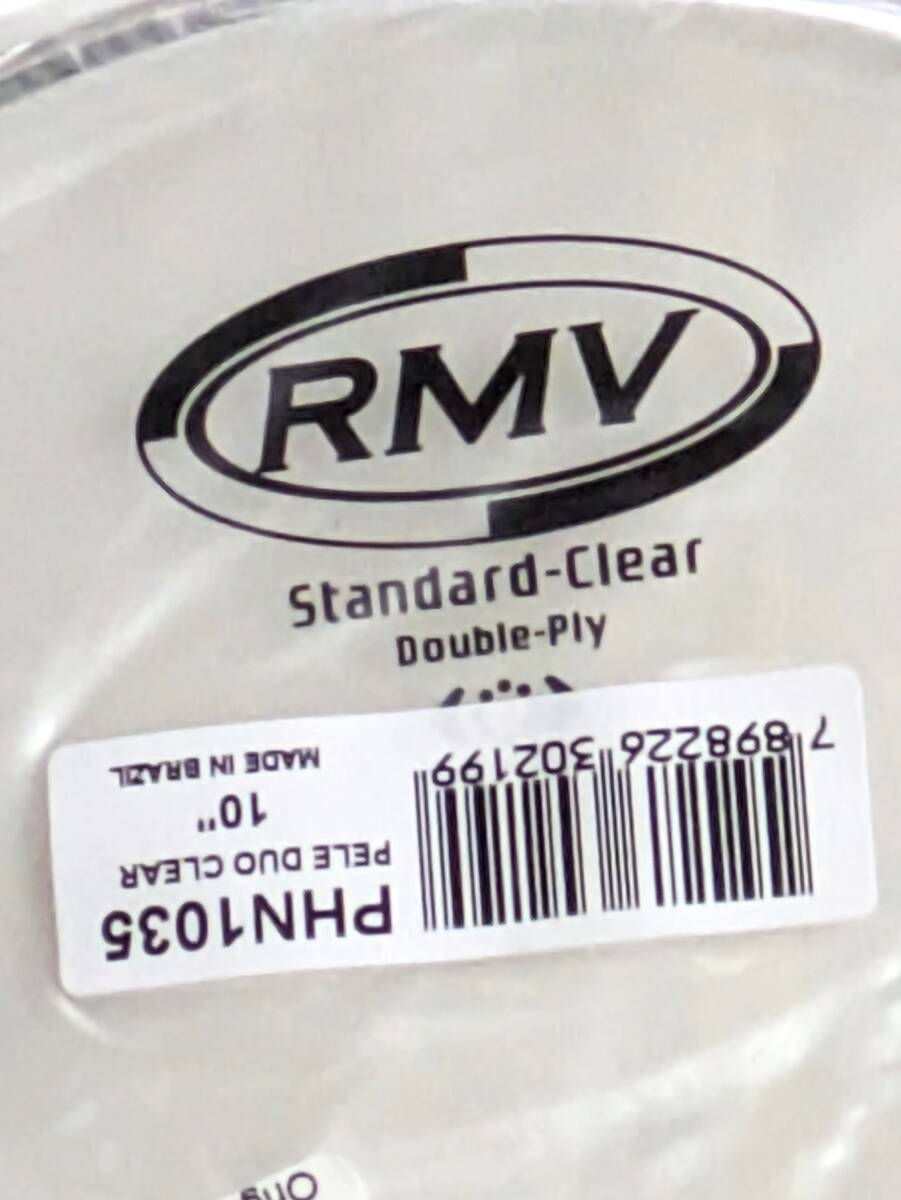 RMV
Standard-Clear
Double-Ply
PHN1035
PELE DUO CLEAR
10"
MADE IN BRAZIL
7 898226 302199